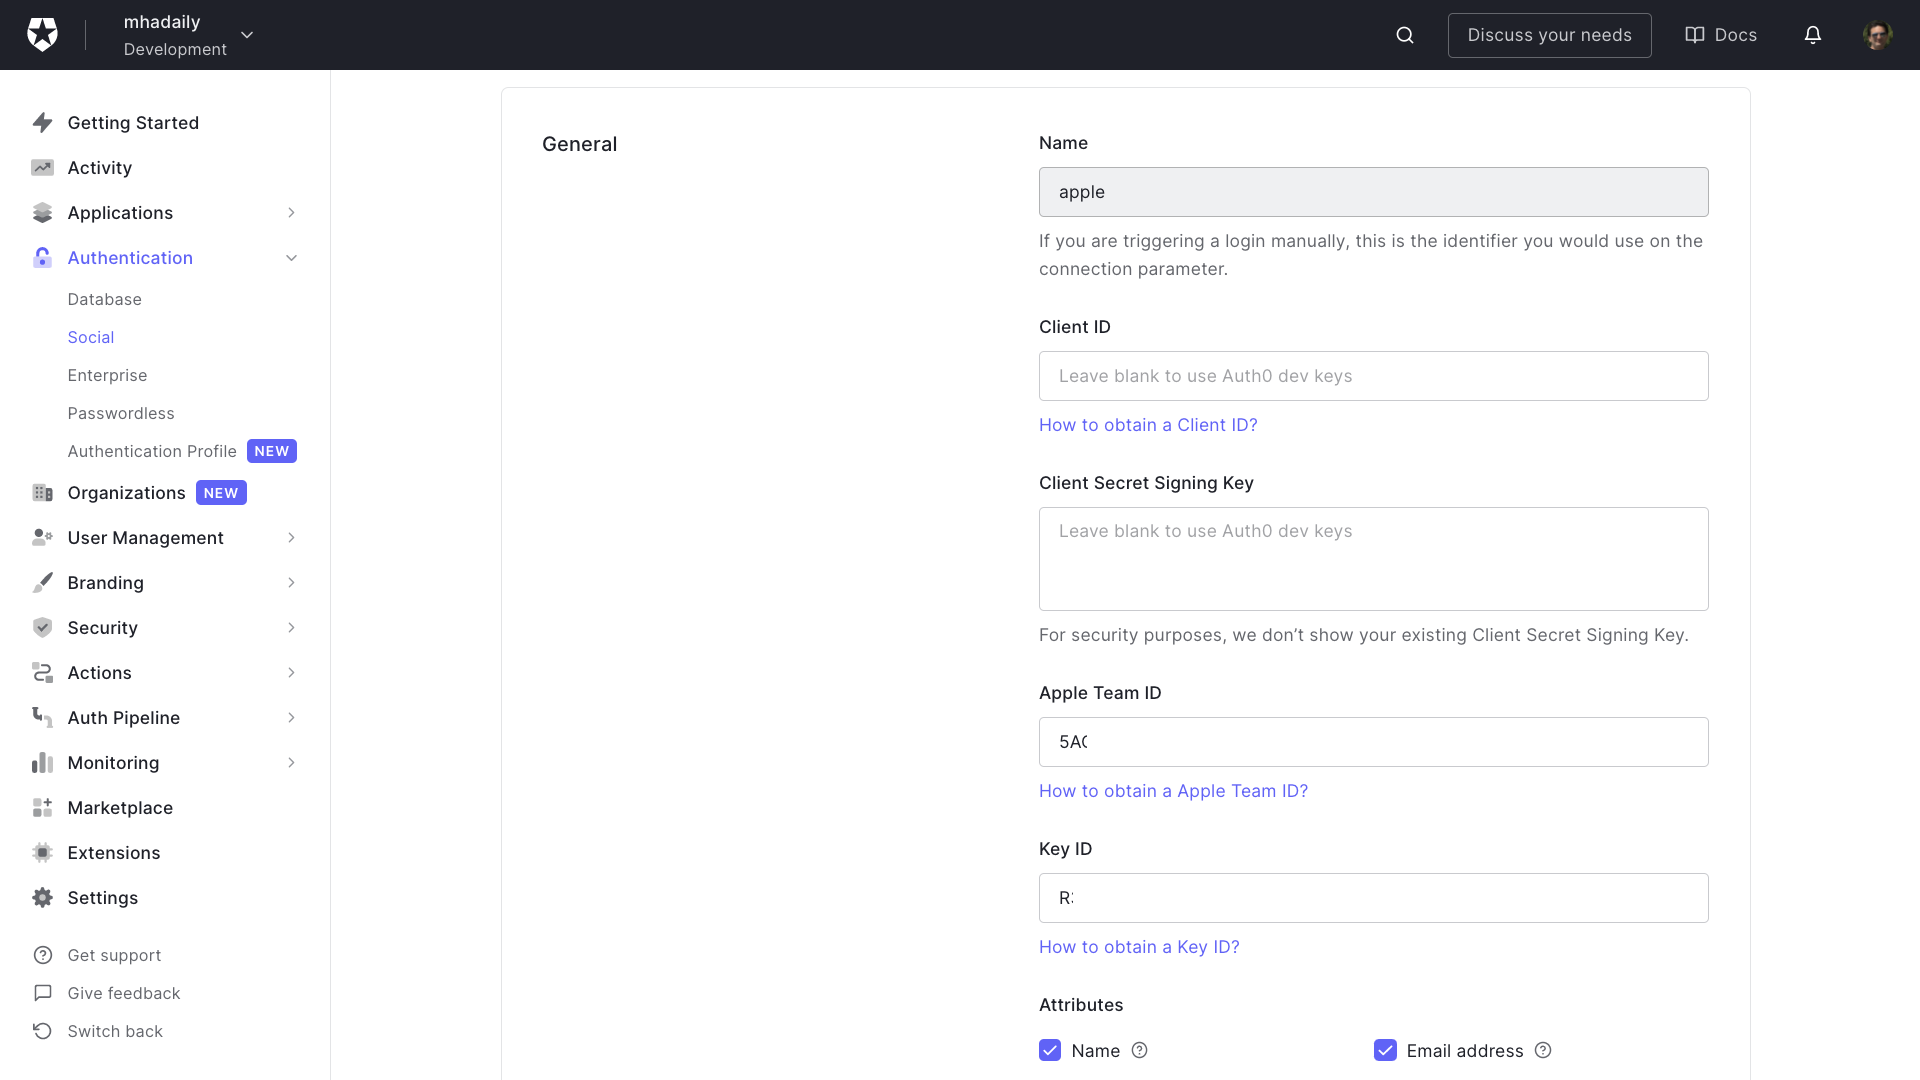 mhadaily
Development
Discuss your needs
Docs
Getting Started
Activity
Applications
Authentication
Database
Social
Enterprise
Passwordless
Authentication Profile NEW
Organizations NEW
User Management
Branding
Security
Actions
Auth Pipeline
Monitoring
Marketplace
Extensions
Settings
Get support
Give feedback
Switch back
General
Name
apple
If you are triggering a login manually, this is the identifier you would use on the
connection parameter.
Client ID
Leave blank to use Auth0 dev keys
How to obtain a Client ID?
Client Secret Signing Key
Leave blank to use Auth0 dev keys
For security purposes, we don’t show your existing Client Secret Signing Key.
Apple Team ID
How to obtain a Apple Team ID?
Key ID
How to obtain a Key ID?
Attributes
Name
Email address